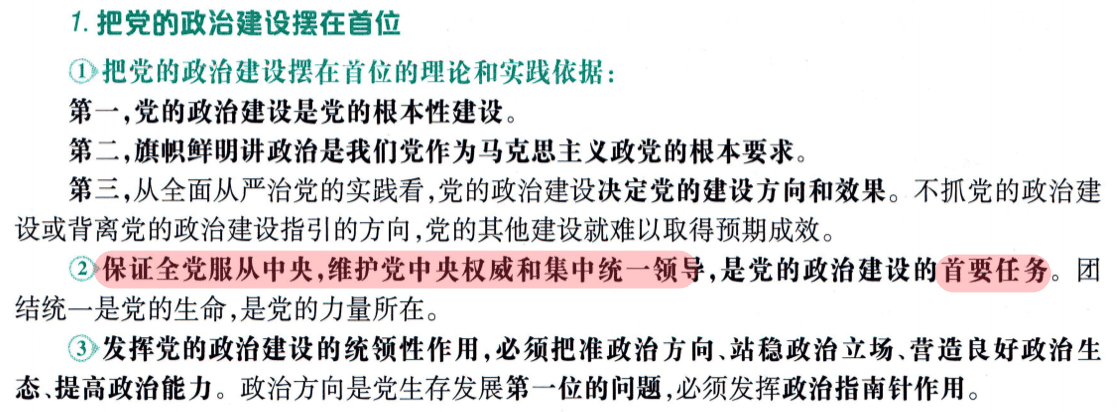 1. 把党的政治建设摆在首位
①把党的政治建设摆在首位的理论和实践依据：
第一，党的政治建设是党的根本性建设。
第二，旗帜鲜明讲政治是我们党作为马克思主义政党的根本要求。
第三，从全面从严治党的实践看，党的政治建设决定党的建设方向和效果。不抓党的政治建
设或背离党的政治建设指引的方向，党的其他建设就难以取得预期成效。
②保证全党服从中央，维护党中央权威和集中统一领导，是党的政治建设的首要任务。团
结统一是党的生命，是党的力量所在。
③发挥党的政治建设的统领性作用，必须把准政治方向、站稳政治立场、营造良好政治生
态、提高政治能力。政治方向是党生存发展第一位的问题，必须发挥政治指南针作用。